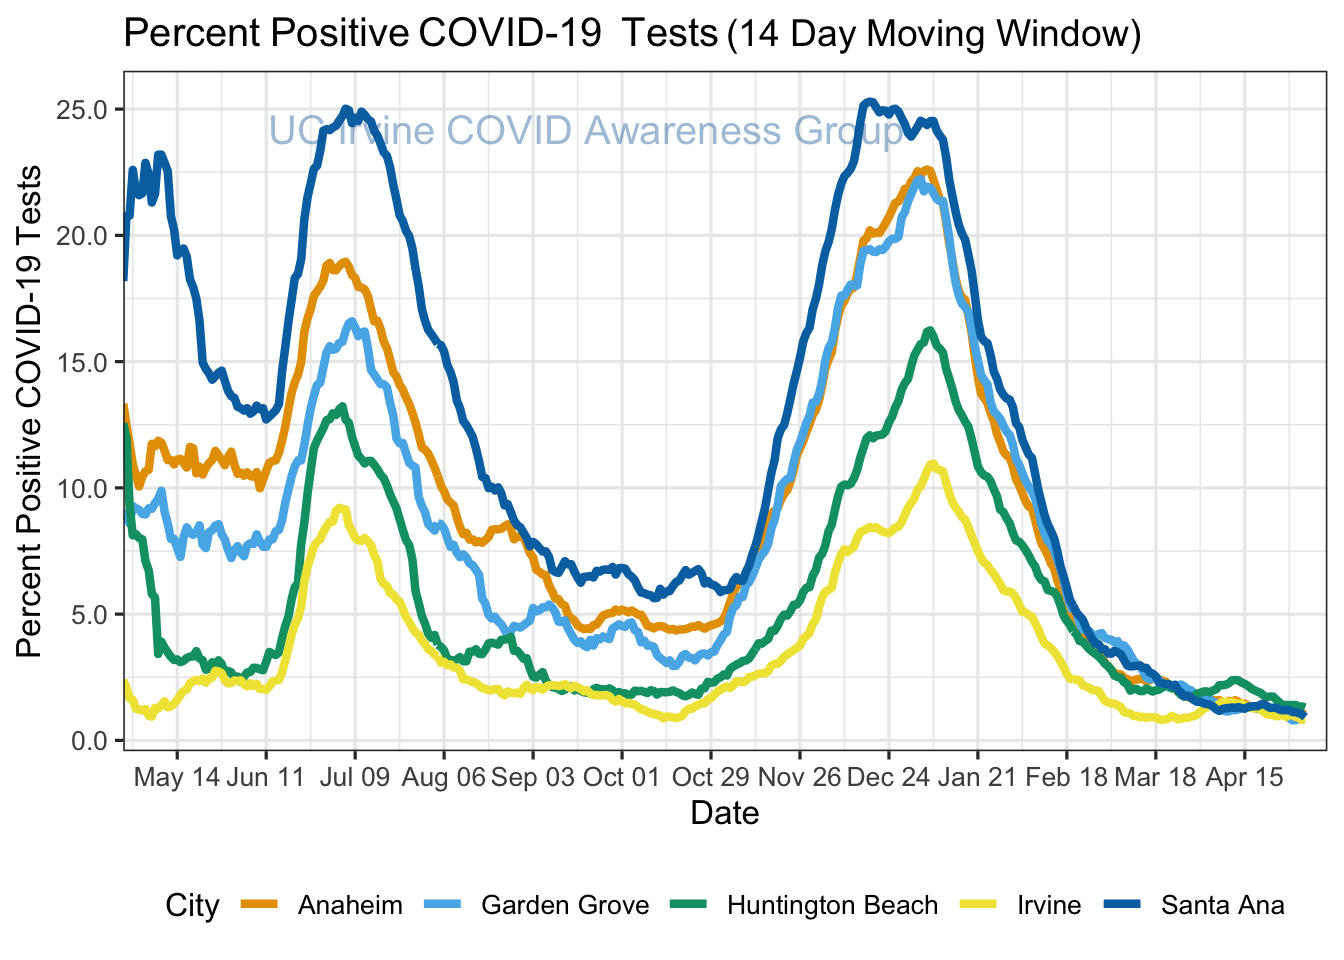 Percent Positive COVID-19 Tests (14 Day Moving Window)
UC Irvine COVID Awareness Group
Percent Positive COVID-19 Tests
25.0
20.0
15.0
10.0
5.0
0.0
May 14 Jun 11 Jul 09 Aug 06 Sep 03 Oct 01 Oct 29 Nov 26 Dec 24 Jan 21 Feb 18 Mar 18 Apr 15
Date
City Anaheim Garden Grove Huntington Beach Irvine Santa Ana